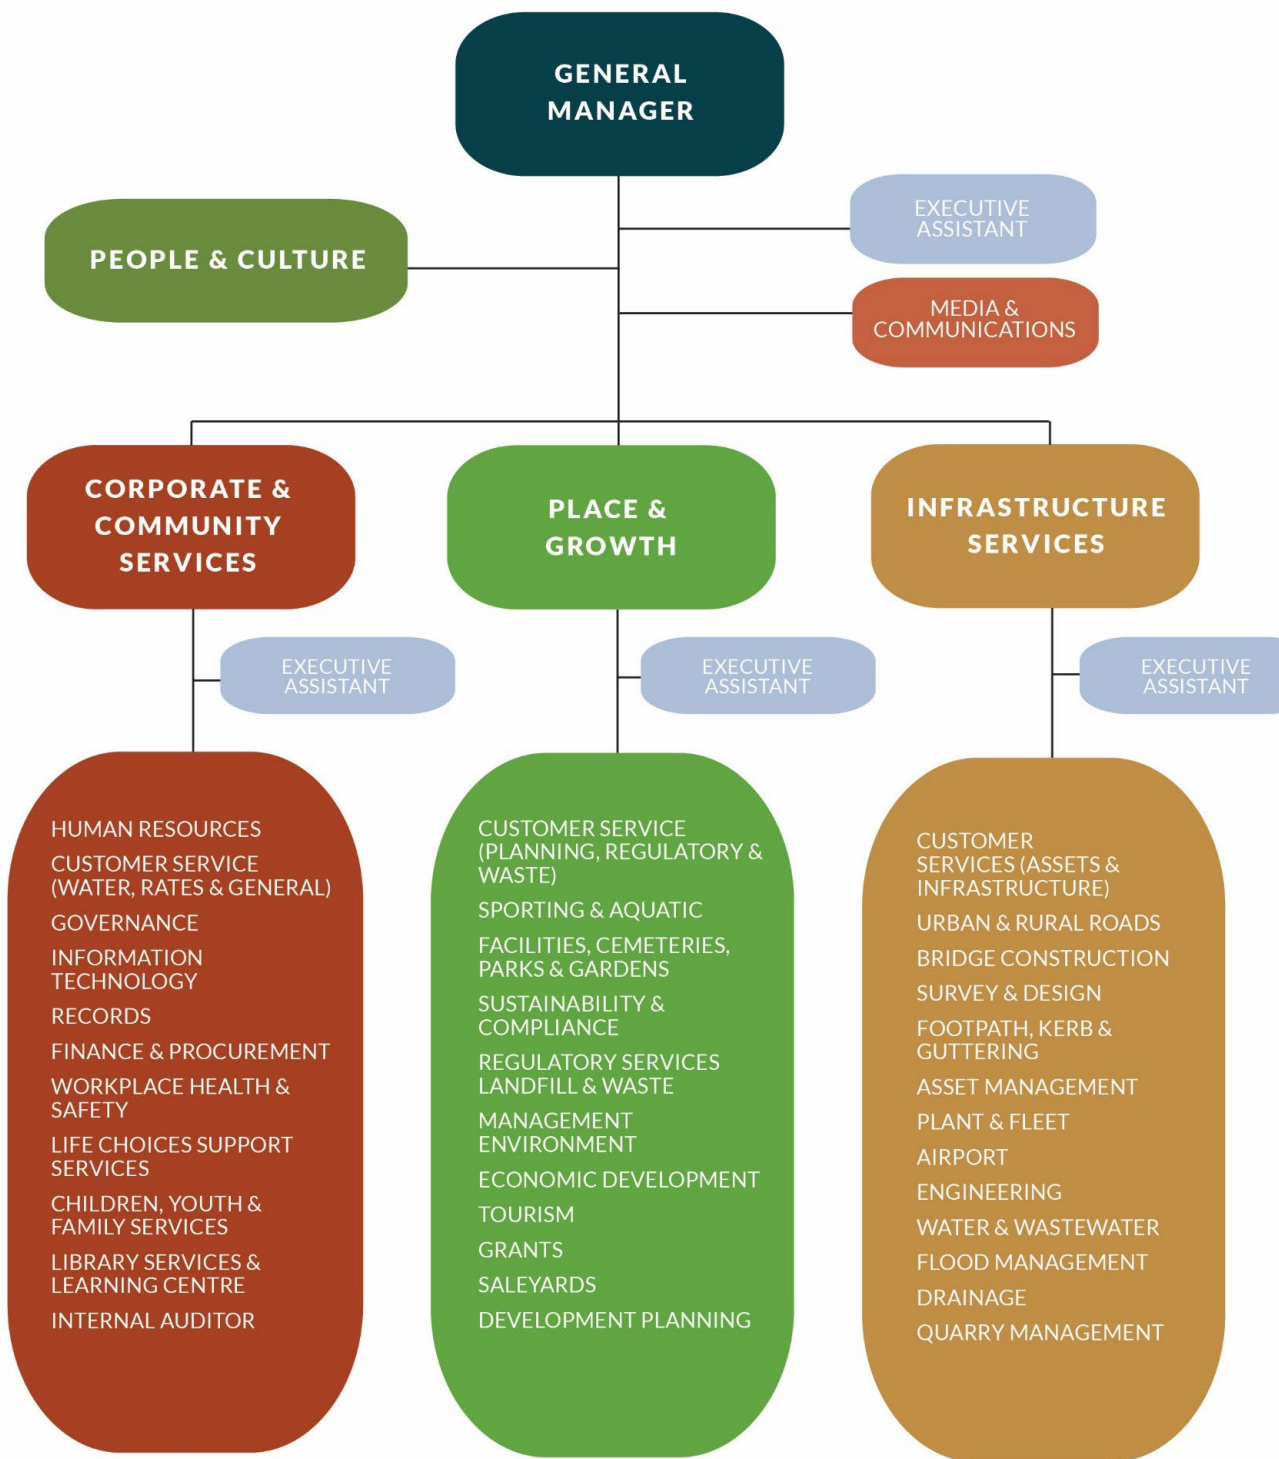 GENERAL
MANAGER
EXECUTIVE
ASSISTANT
PEOPLE & CULTURE
MEDIA &
COMMUNICATIONS
CORPORATE &
COMMUNITY
SERVICES
PLACE &
GROWTH
INFRASTRUCTURE
SERVICES
EXECUTIVE
ASSISTANT
EXECUTIVE
ASSISTANT
EXECUTIVE
ASSISTANT
HUMAN RESOURCES
CUSTOMER SERVICE
(WATER, RATES & GENERAL)
GOVERNANCE
INFORMATION
TECHNOLOGY
RECORDS
FINANCE & PROCUREMENT
WORKPLACE HEALTH &
SAFETY
LIFE CHOICES SUPPORT
SERVICES
CHILDREN, YOUTH &
FAMILY SERVICES
LIBRARY SERVICES &
LEARNING CENTRE
INTERNAL AUDITOR
CUSTOMER SERVICE
(PLANNING, REGULATORY &
WASTE)
SPORTING & AQUATIC
FACILITIES, CEMETERIES,
PARKS & GARDENS
SUSTAINABILITY &
COMPLIANCE
REGULATORY SERVICES
LANDFILL & WASTE
MANAGEMENT
ENVIRONMENT
ECONOMIC DEVELOPMENT
TOURISM
GRANTS
SALEYARDS
DEVELOPMENT PLANNING
CUSTOMER
SERVICES (ASSETS &
INFRASTRUCTURE)
URBAN & RURAL ROADS
BRIDGE CONSTRUCTION
SURVEY & DESIGN
FOOTPATH, KERB &
GUTTERING
ASSET MANAGEMENT
PLANT & FLEET
AIRPORT
ENGINEERING
WATER & WASTEWATER
FLOOD MANAGEMENT
DRAINAGE
QUARRY MANAGEMENT